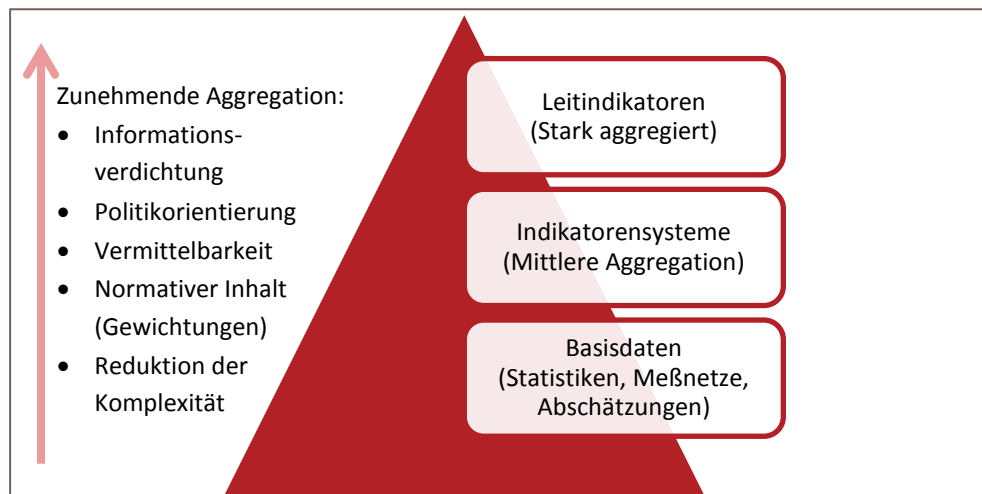 Zunehmende Aggregation:
• Informations-
verdichtung
• Politikorientierung
• Vermittelbarkeit
• Normativer Inhalt
(Gewichtungen)
• Reduktion der
Komplexität
Leitindikatoren
(Stark aggregiert)
Indikatorensysteme
(Mittlere Aggregation)
Basisdaten
(Statistiken, Meßnetze,
Abschätzungen)